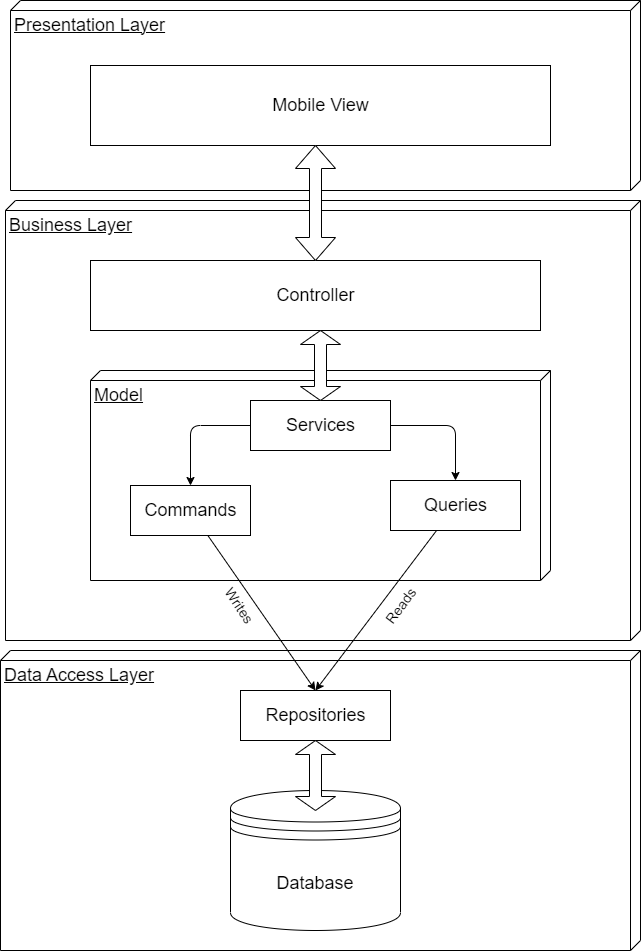 Presentation Layer
Mobile View
Business Layer
Controller
Model
Services
Commands
Queries
Writes
Reads
Data Access Layer
Repositories
Database